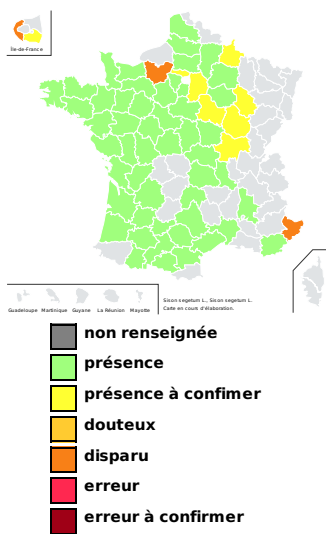 Île-de-France
Guadeloupe Martinique Guyane La Réunion Mayotte
Sison segetum L., Sison segetum L.
Carte en cours d'élaboration.
non renseignée
présence
présence à confimer
douteux
disparu
erreur
erreur à confirmer